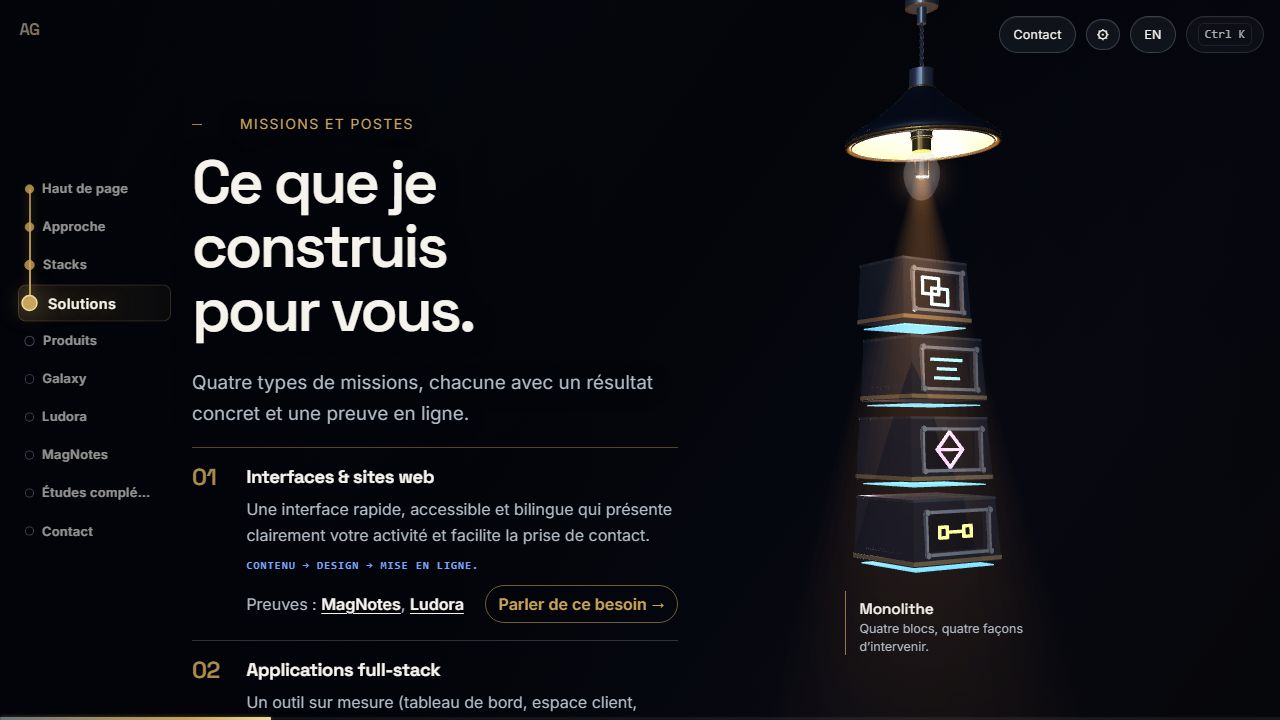 AG
Contact
EN
Ctrl K
Haut de page
Approche
Stacks
Solutions
Produits
Galaxy
Ludora
MagNotes
Études complé...
Contact
— MISSIONS ET POSTES
Ce que je
construis
pour vous.
Quatre types de missions, chacune avec un résultat
concret et une preuve en ligne.
01 Interfaces & sites web
Une interface rapide, accessible et bilingue qui présente
clairement votre activité et facilite la prise de contact.
CONTENU → DESIGN → MISE EN LIGNE.
Preuves : MagNotes, Ludora
Parler de ce besoin →
02 Applications full-stack
Un outil sur mesure (tableau de bord, espace client,
Monolithe
Quatre blocs, quatre façons
d'intervenir.